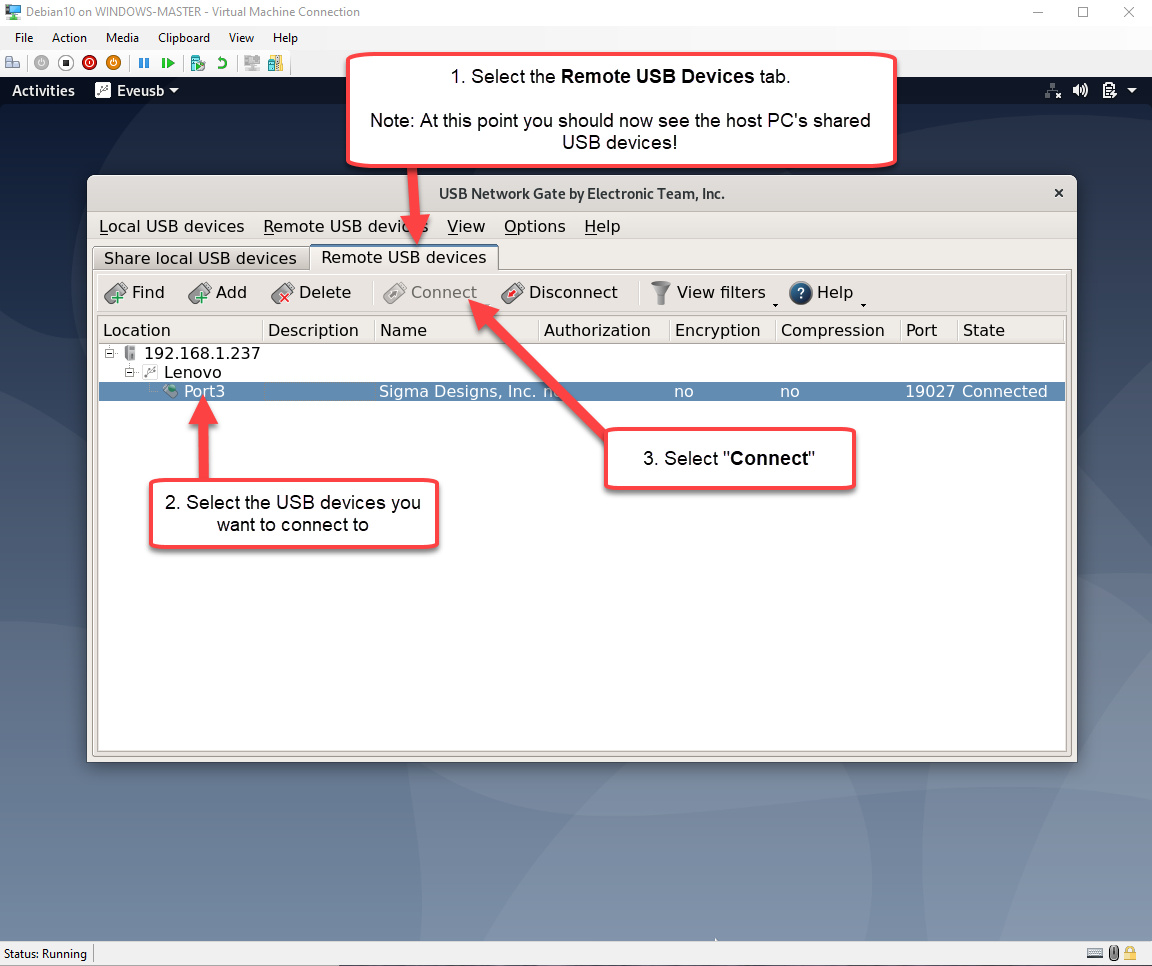 Debian10 on WINDOWS-MASTER - Virtual Machine Connection
File Action Media Clipboard View Help
Activities Eveusb
1. Select the Remote USB Devices tab.
Note: At this point you should now see the host PC's shared
USB devices!
USB Network Gate by Electronic Team, Inc.
Local USB devices Remote USB devices View Options Help
Share local USB devices Remote USB devices
Find Add Delete Connect Disconnect View filters Help
Location Description Name Authorization Encryption Compression Port State
192.168.1.237
Lenovo
Port3 Sigma Designs, Inc. no no no 19027 Connected
3. Select "Connect"
2. Select the USB devices you
want to connect to
Status: Running